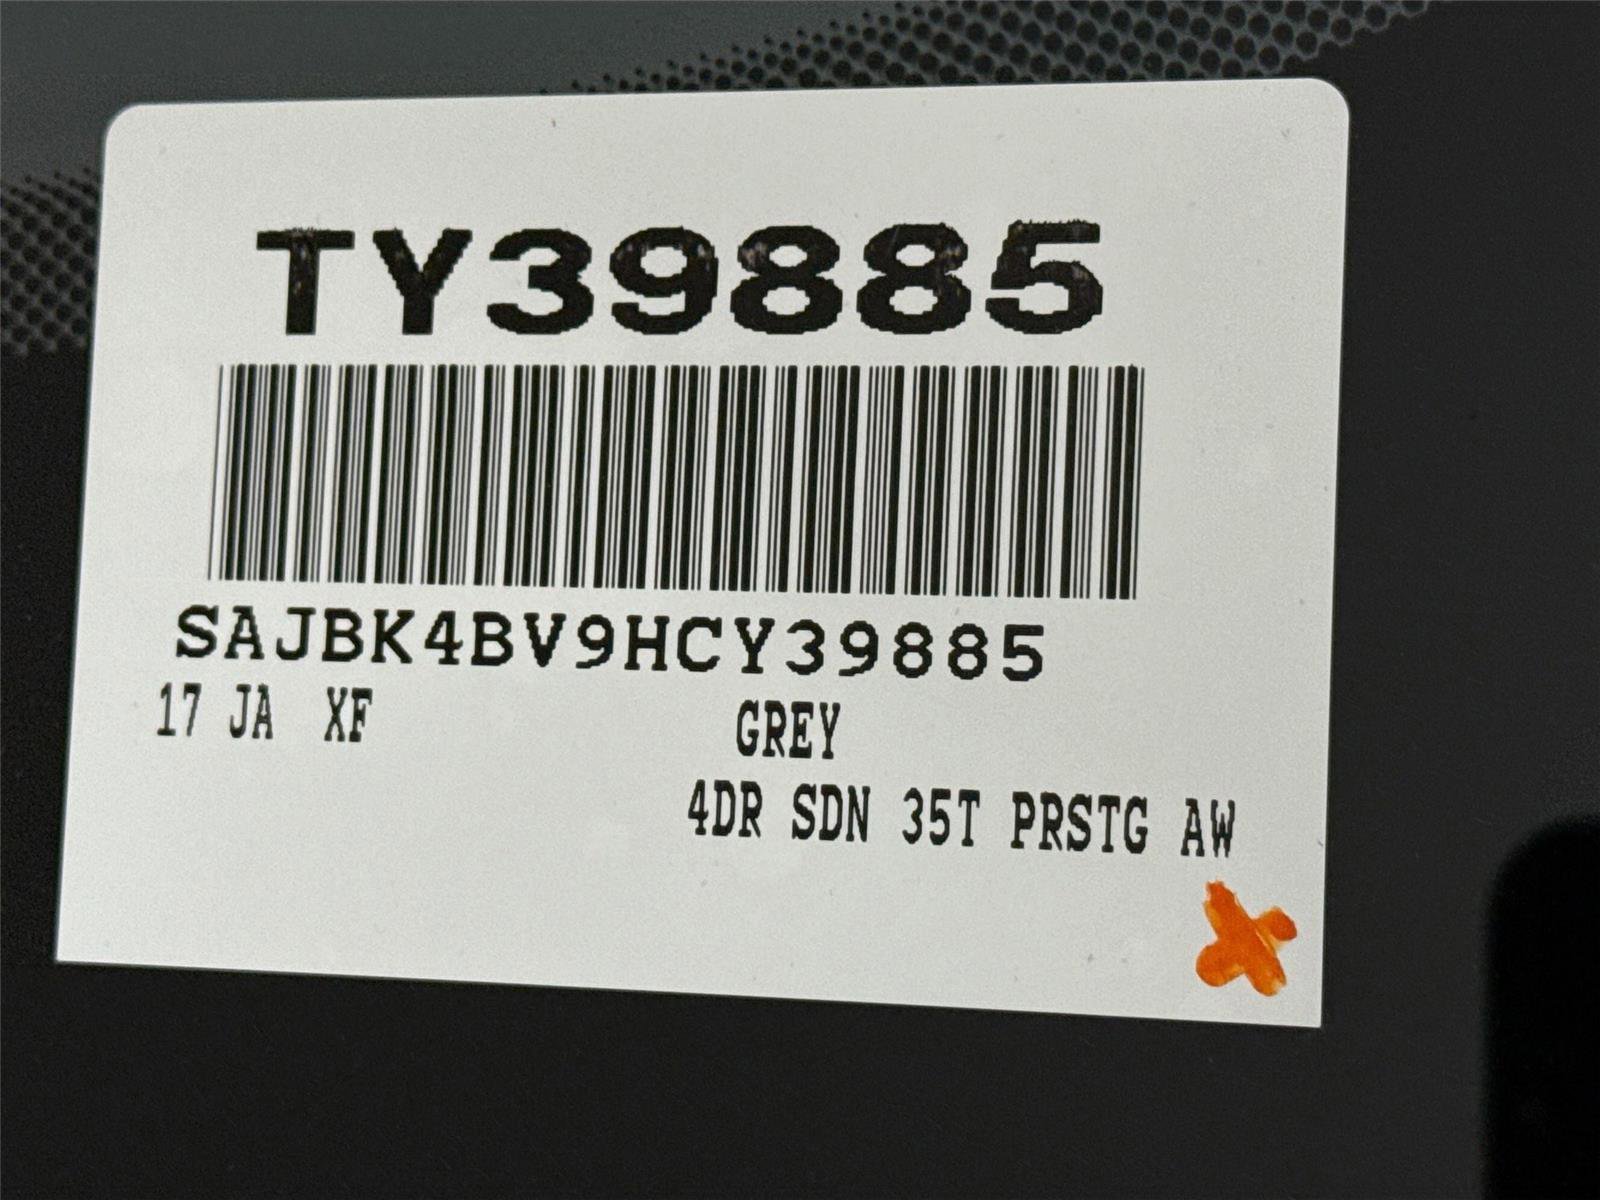 TY39885
SAJBK4BV9HCY39885
17 JA XF GREY
4DR SDN 35T PRSTG AW